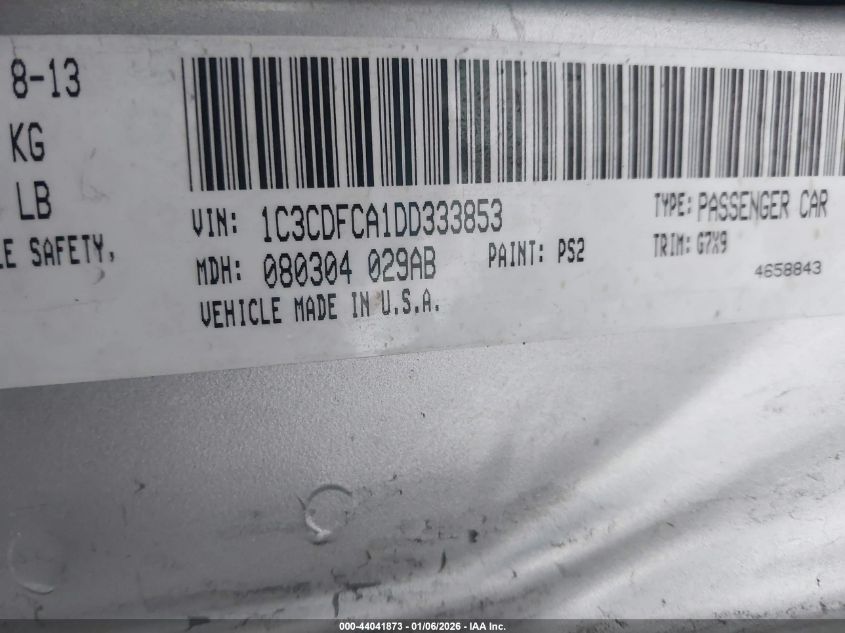 8-13
KG
LB
LE SAFETY,
VIN: 1C3CDFCA1DD333853
TYPE: PASSENGER CAR
MDH: 080304 029AB
PAINT: PS2
TRIM: G7X9
4658843
VEHICLE MADE IN U.S.A.
000-44041873 - 01/06/2026 - IAA Inc.